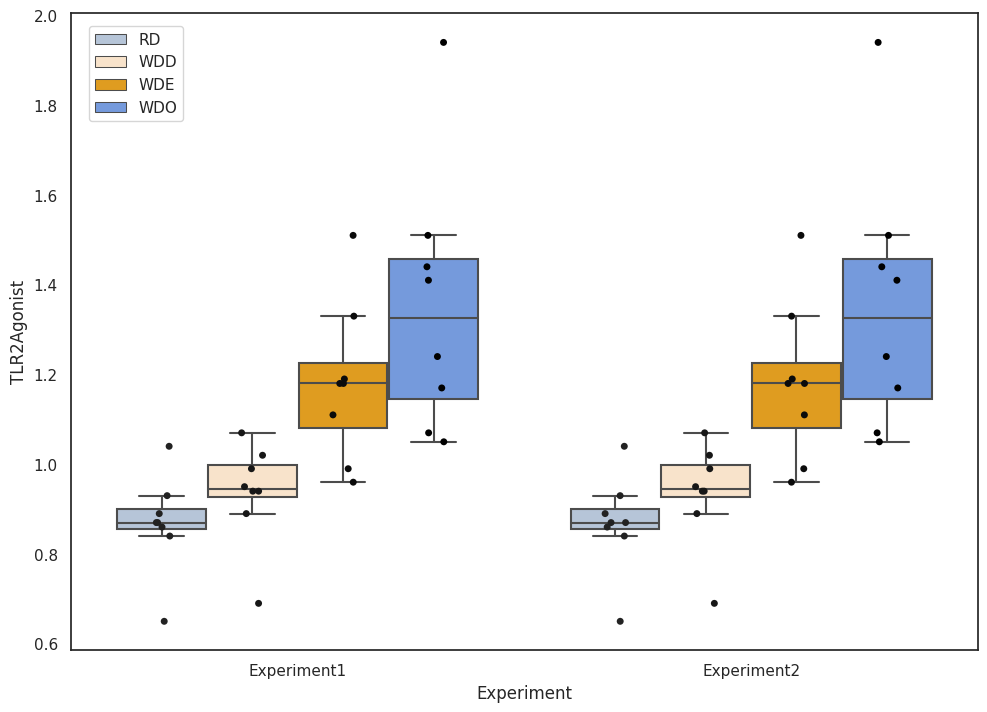 2.0
1.8
1.6
1.4
1.2
1.0
0.8
0.6
TLR2Agonist
RD
WDD
WDE
WDO
Experiment1
Experiment2
Experiment